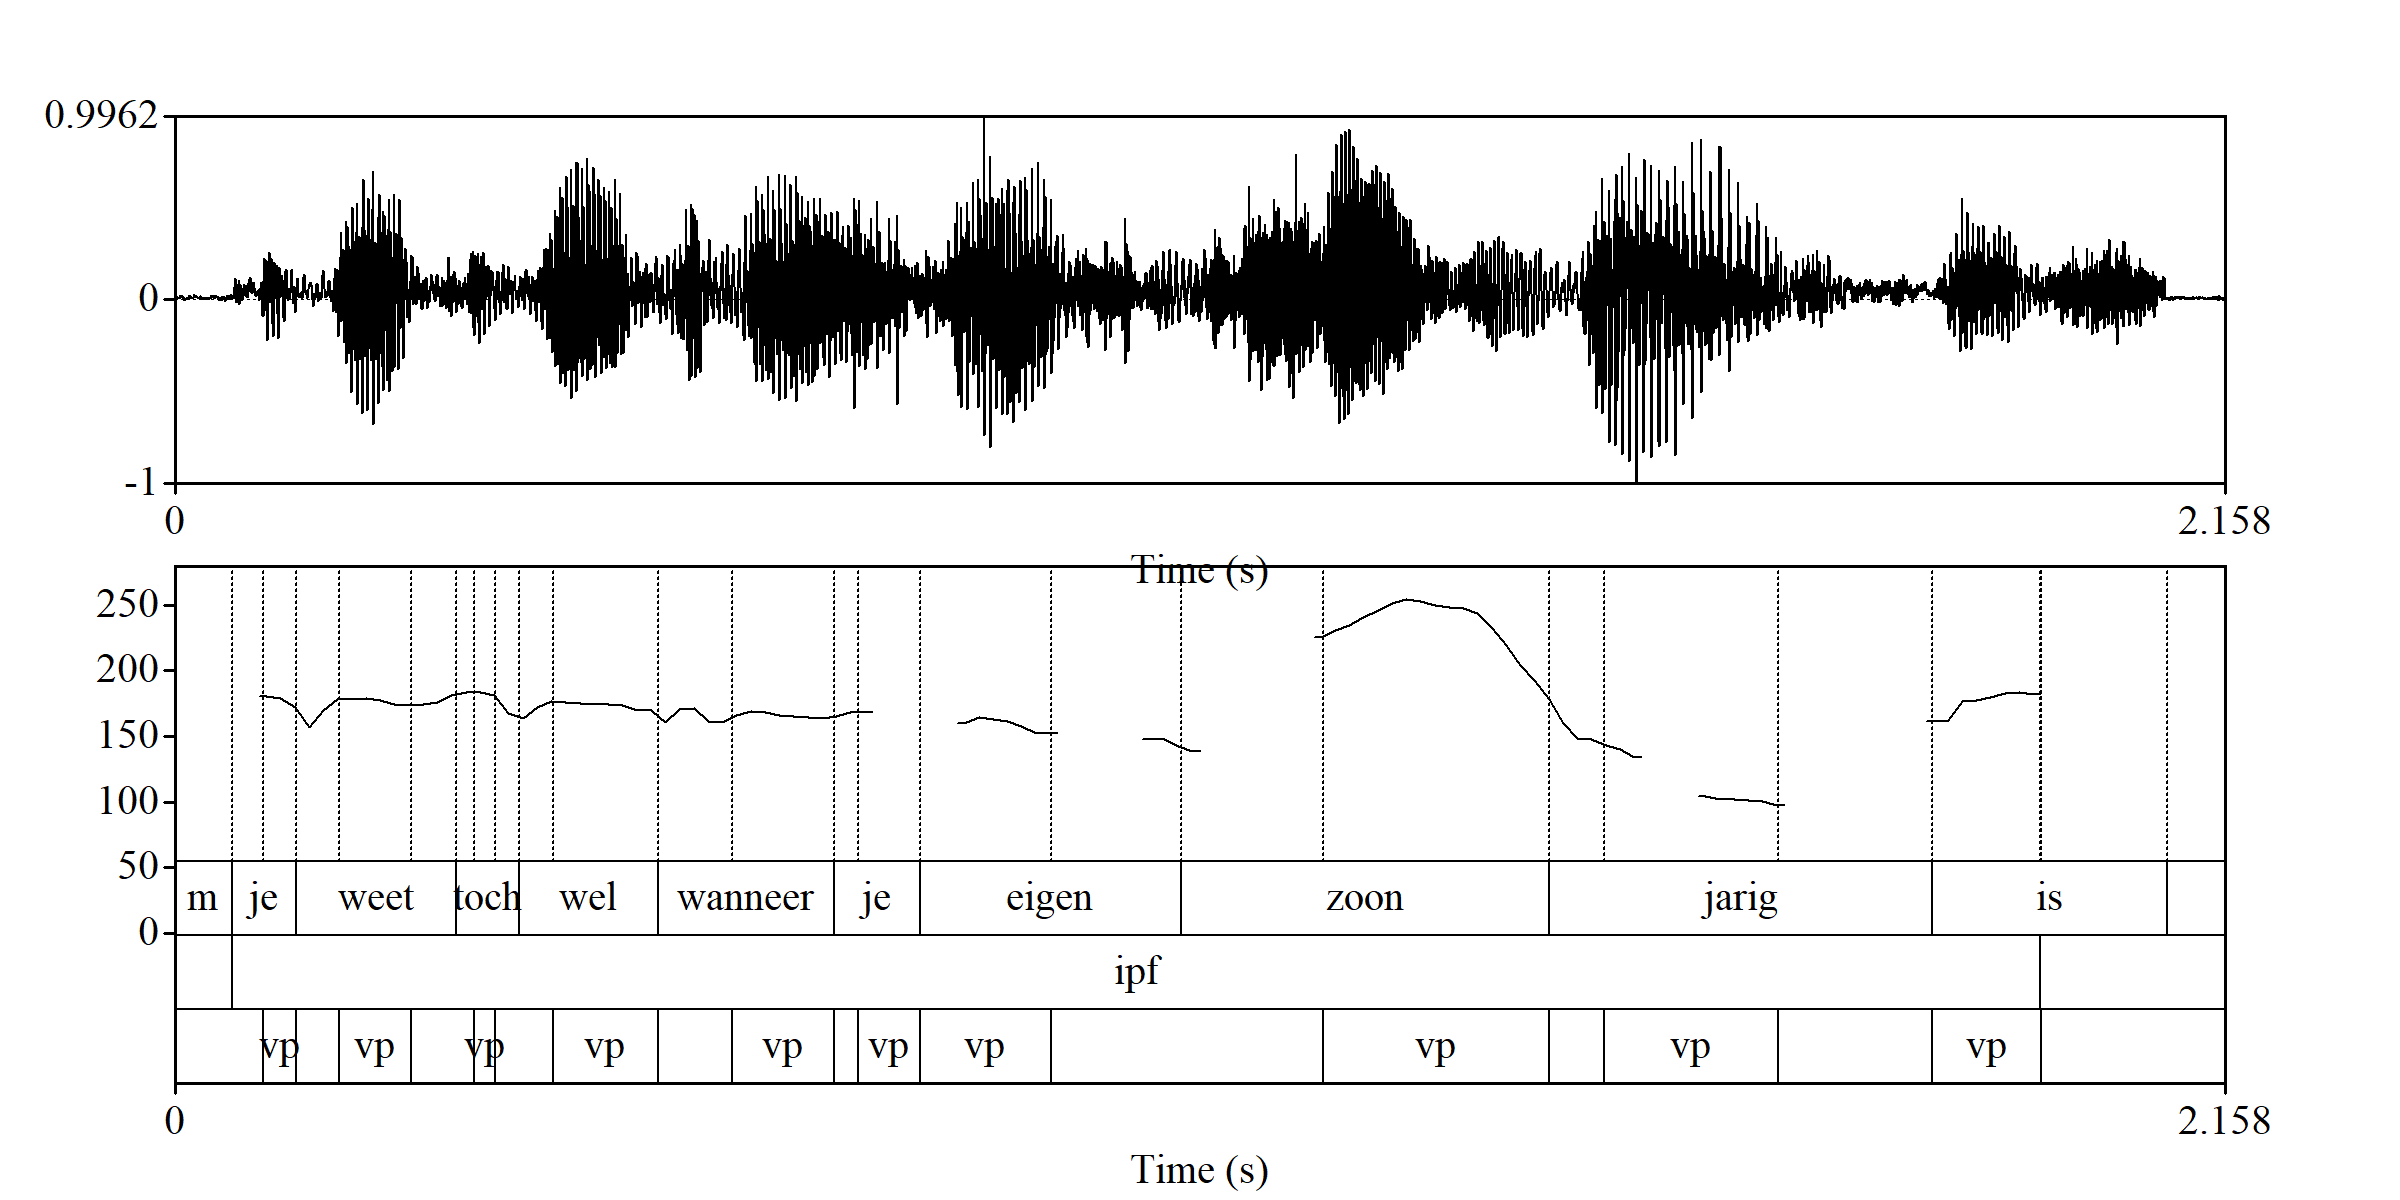 0.9962
0
-1
0 2.158
Time (s)
250
200
150
100
50
0
m je weet toch wel wanneer je eigen zoon jarig is
ipf
vp vp vp vp vp vp vp vp vp vp
0 2.158
Time (s)